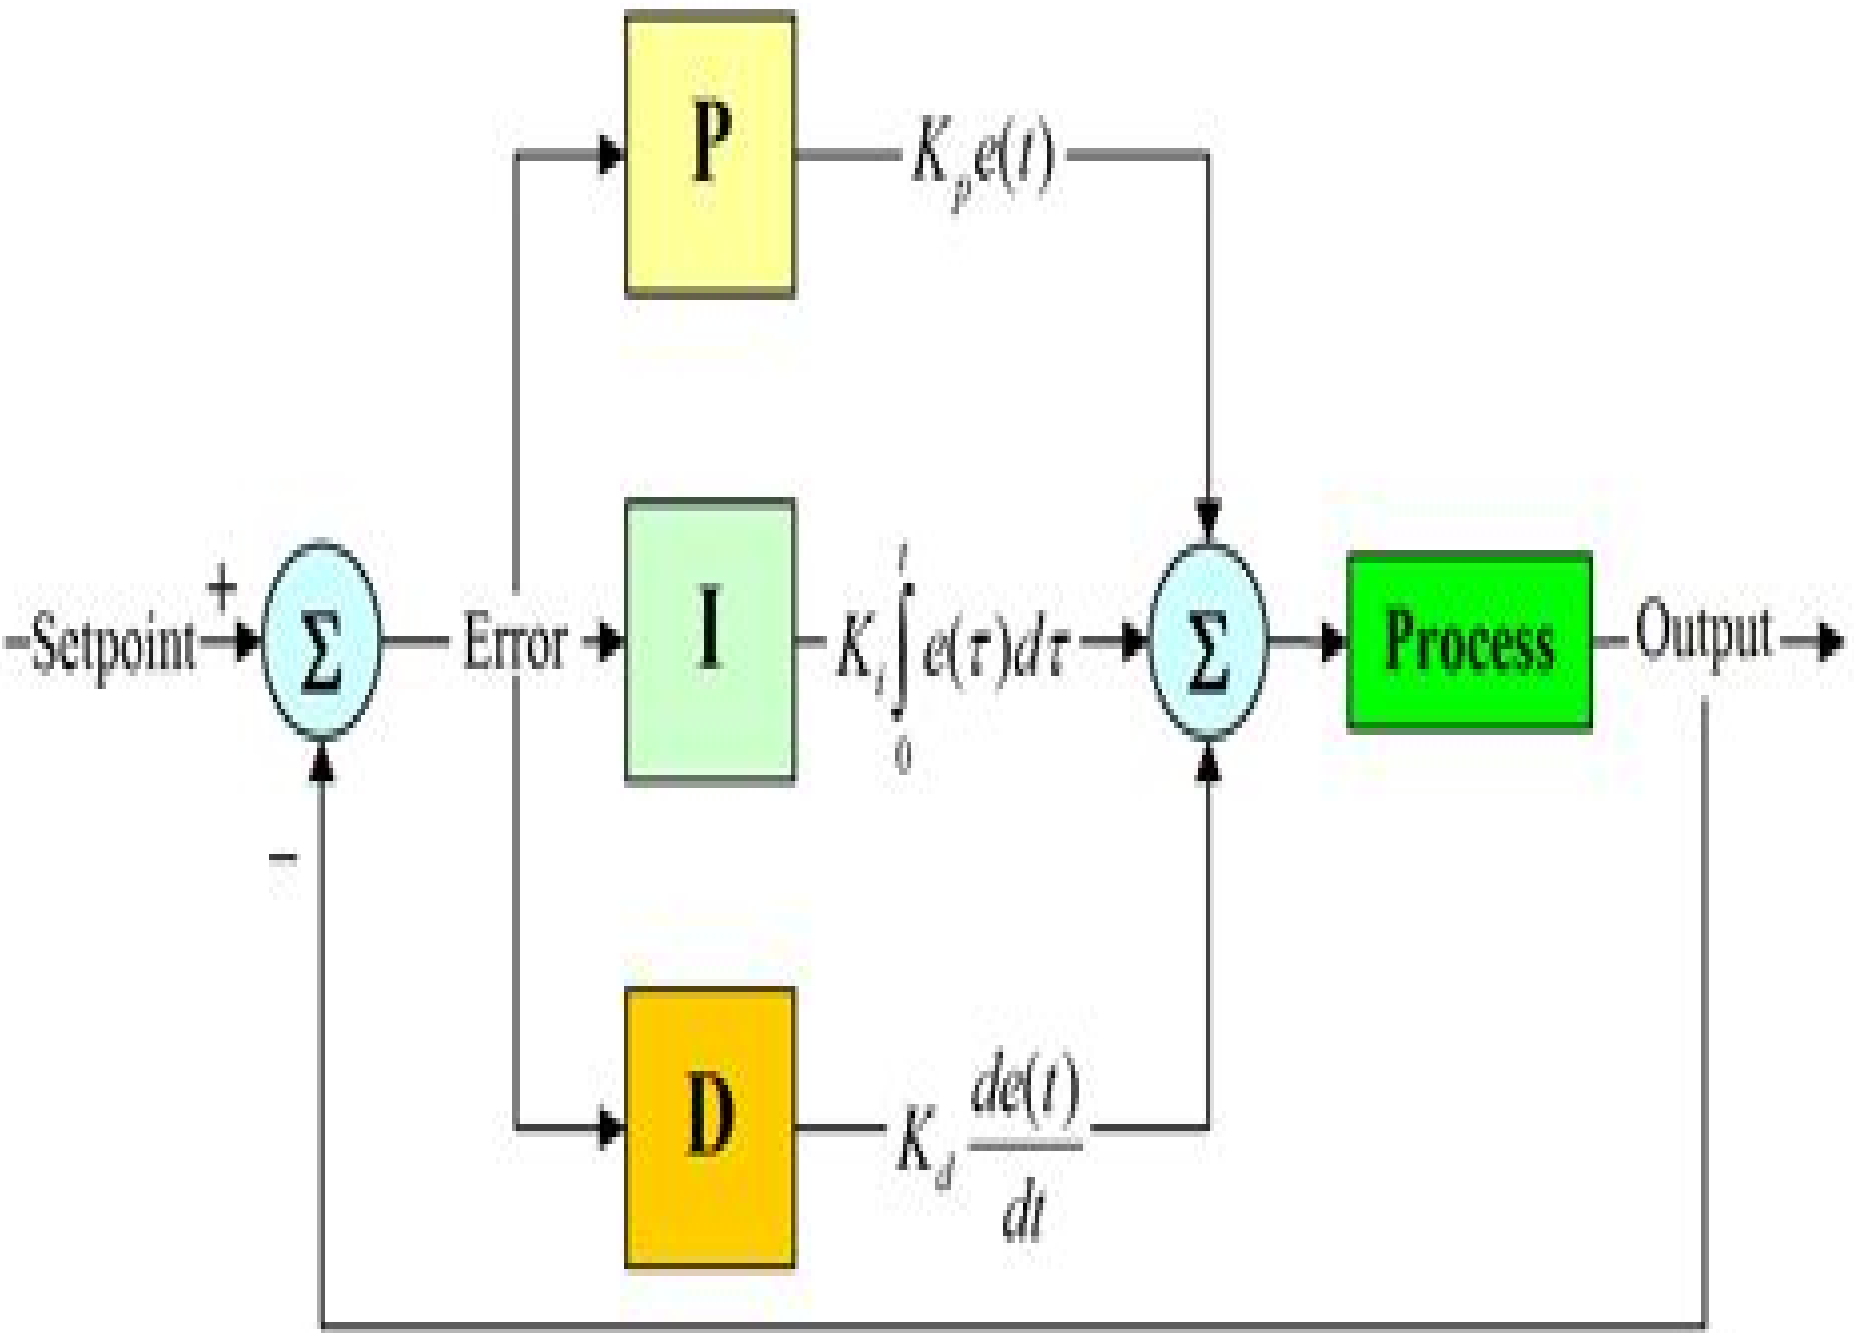 P
K_p e(t)
+
Setpoint
Σ
Error
I
K_i ∫_0^t e(τ)dτ
Σ
Process
Output
−
D
K_d de(t)/dt